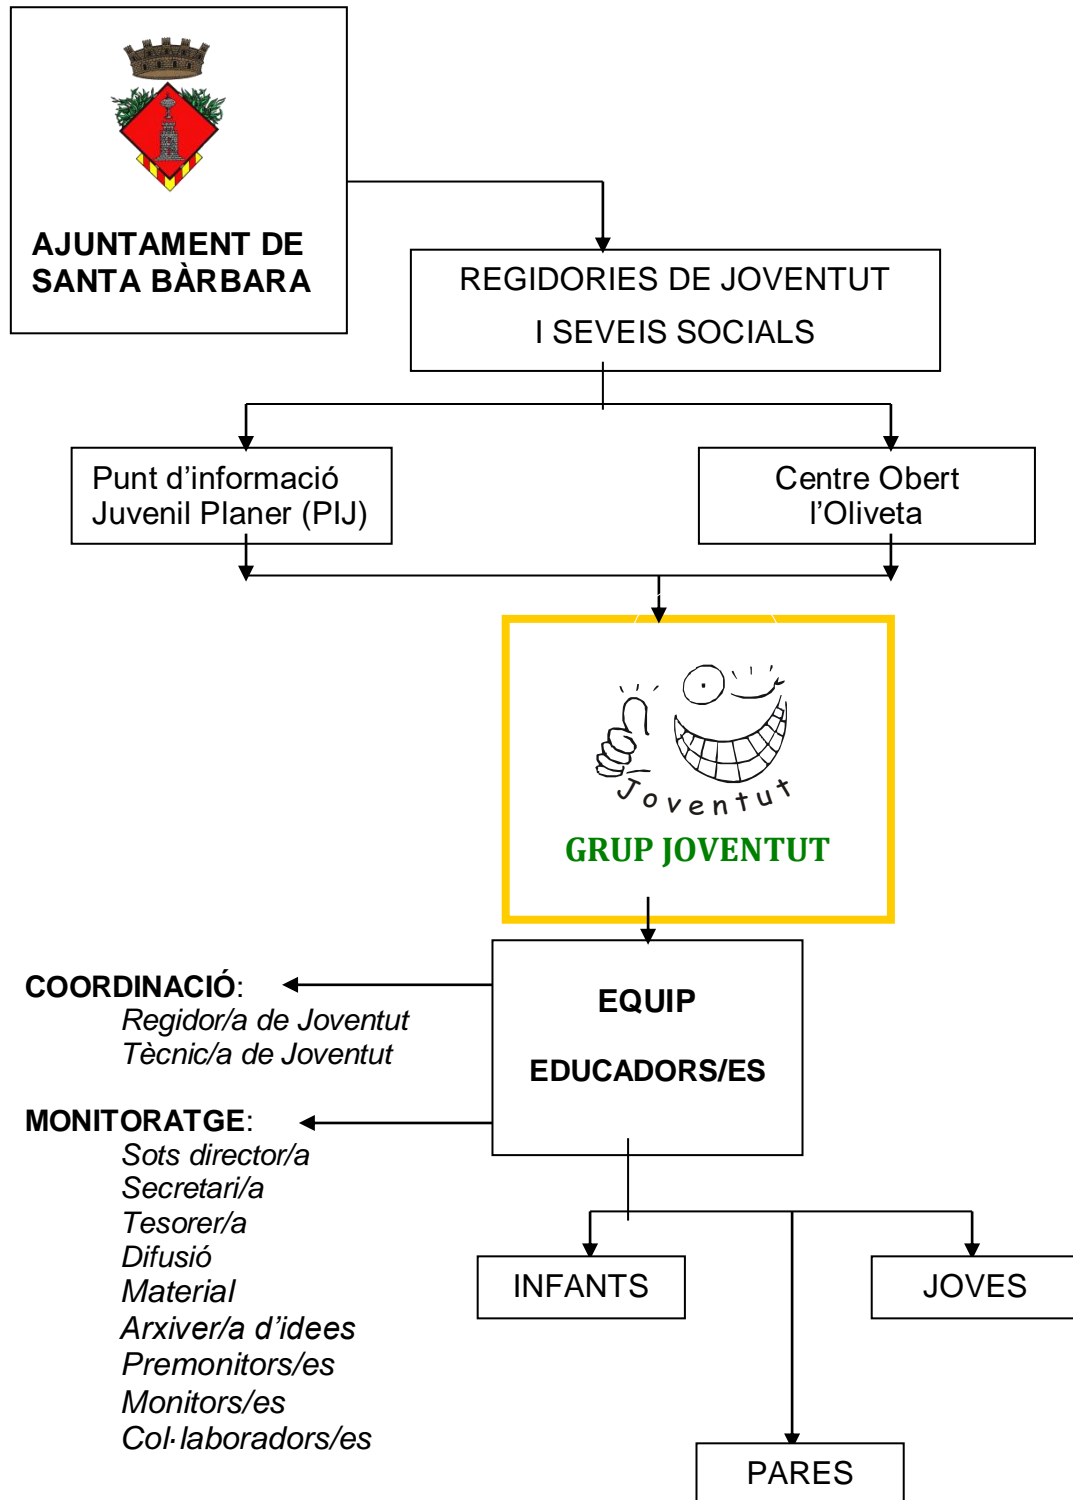 AJUNTAMENT DE
SANTA BÀRBARA
REGIDORIES DE JOVENTUT
I SEVEIS SOCIALS
Punt d’informació
Juvenil Planer (PIJ)
Centre Obert
l’Oliveta
Joventut
GRUP JOVENTUT
EQUIP
EDUCADORS/ES
COORDINACIÓ:
Regidor/a de Joventut
Tècnic/a de Joventut
MONITORATGE:
Sots director/a
Secretari/a
Tesorer/a
Difusió
Material
Arxiver/a d’idees
Premonitors/es
Monitors/es
Col·laboradors/es
INFANTS
JOVES
PARES